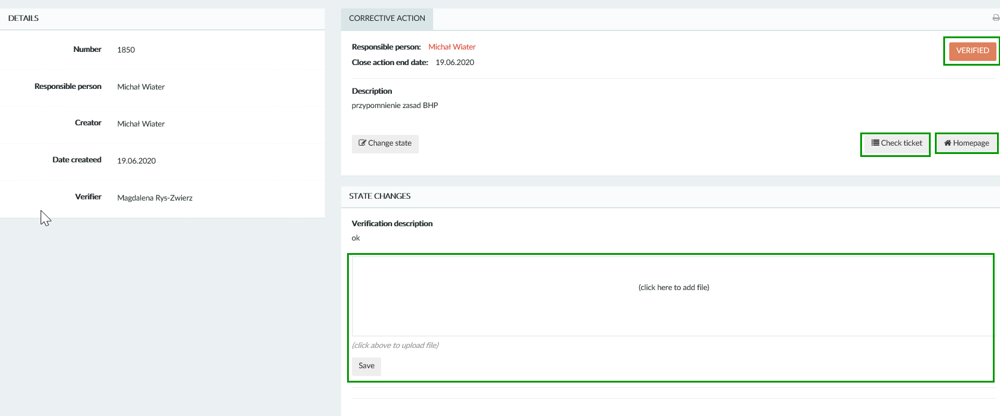 DETAILS
Number 1850
Responsible person Michał Wiater
Creator Michał Wiater
Date createed 19.06.2020
Verifier Magdalena Rys-Zwierz
CORRECTIVE ACTION
Responsible person: Michał Wiater
VERIFIED
Close action end date: 19.06.2020
Description
przypomnienie zasad BHP
Change state Check ticket Homepage
STATE CHANGES
Verification description
ok
(click here to add file)
(click above to upload file)
Save